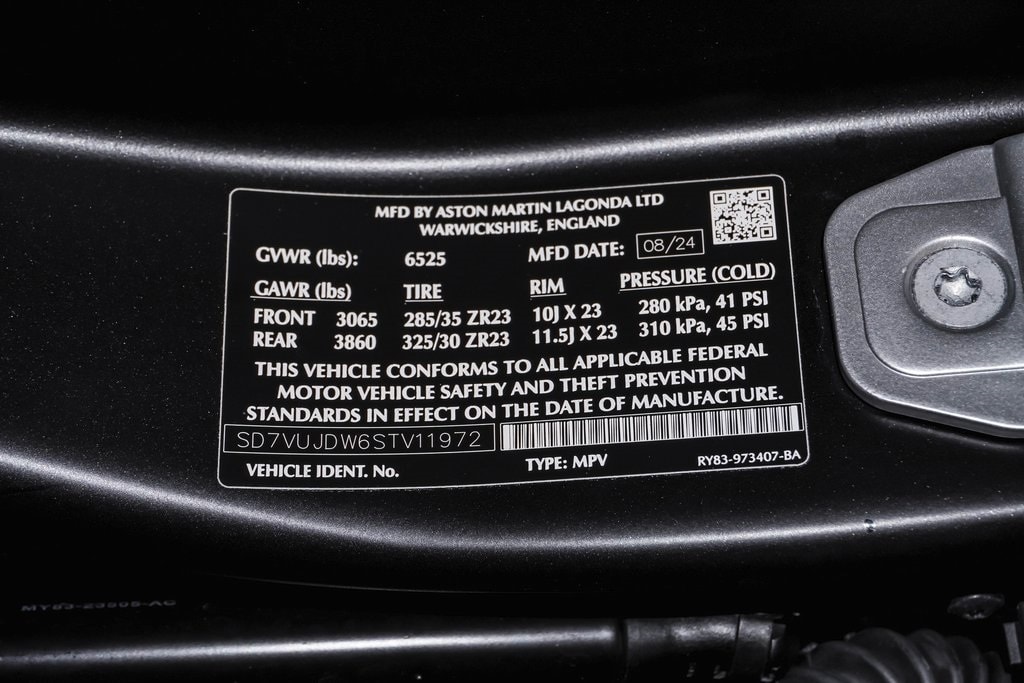 MFD BY ASTON MARTIN LAGONDA LTD
WARWICKSHIRE, ENGLAND
GVWR (lbs): 6525 MFD DATE: 08/24
GAWR (lbs) TIRE RIM PRESSURE (COLD)
FRONT 3065 285/35 ZR23 10J X 23 280 kPa, 41 PSI
REAR 3860 325/30 ZR23 11.5J X 23 310 kPa, 45 PSI
THIS VEHICLE CONFORMS TO ALL APPLICABLE FEDERAL
MOTOR VEHICLE SAFETY AND THEFT PREVENTION
STANDARDS IN EFFECT ON THE DATE OF MANUFACTURE.
SD7VUJDW6STV11972
VEHICLE IDENT. No. TYPE: MPV RY83-973407-BA